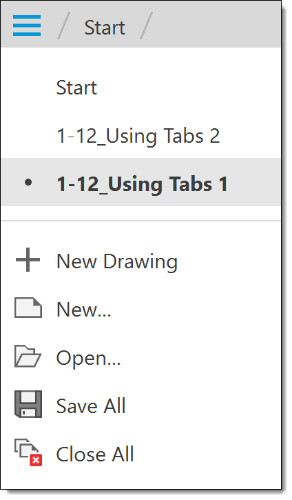 Start
Start
1-12_Using Tabs 2
1-12_Using Tabs 1
New Drawing
New...
Open...
Save All
Close All